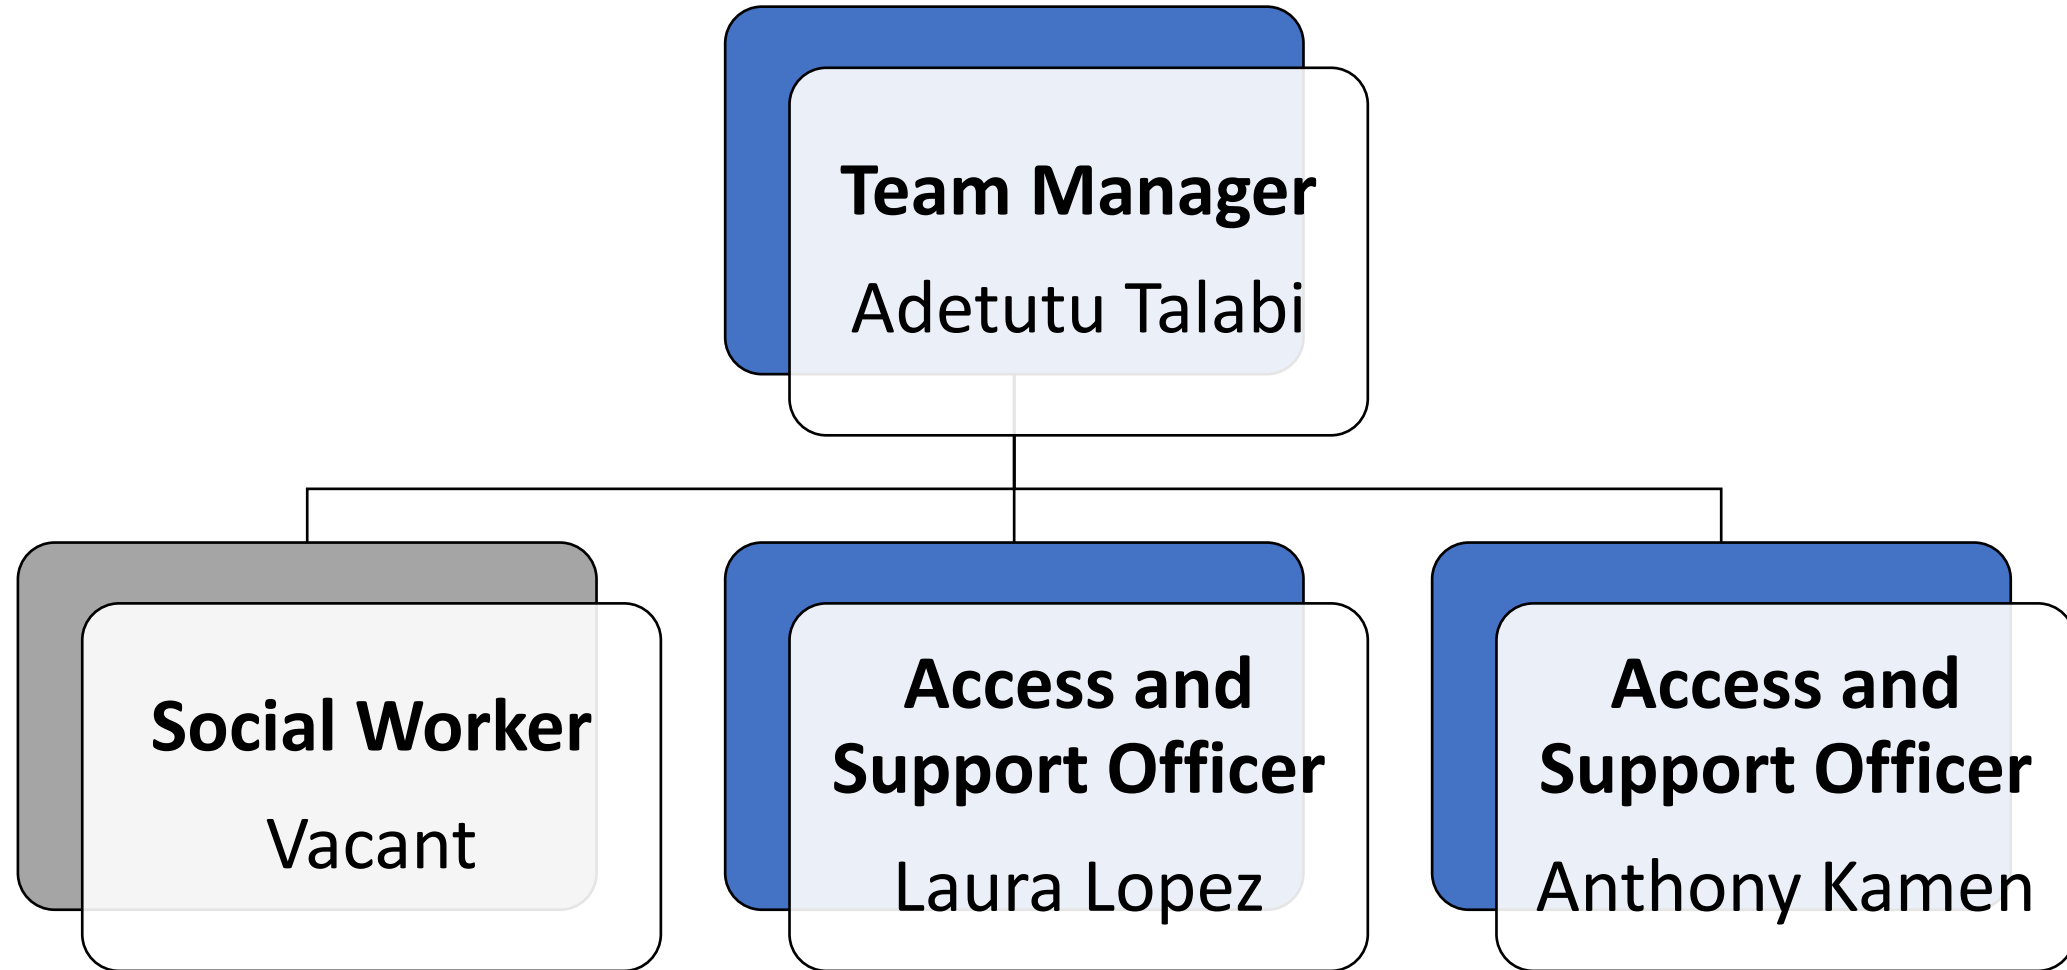 Team Manager
Adetutu Talabi
Social Worker
Vacant
Access and
Support Officer
Laura Lopez
Access and
Support Officer
Anthony Kamen